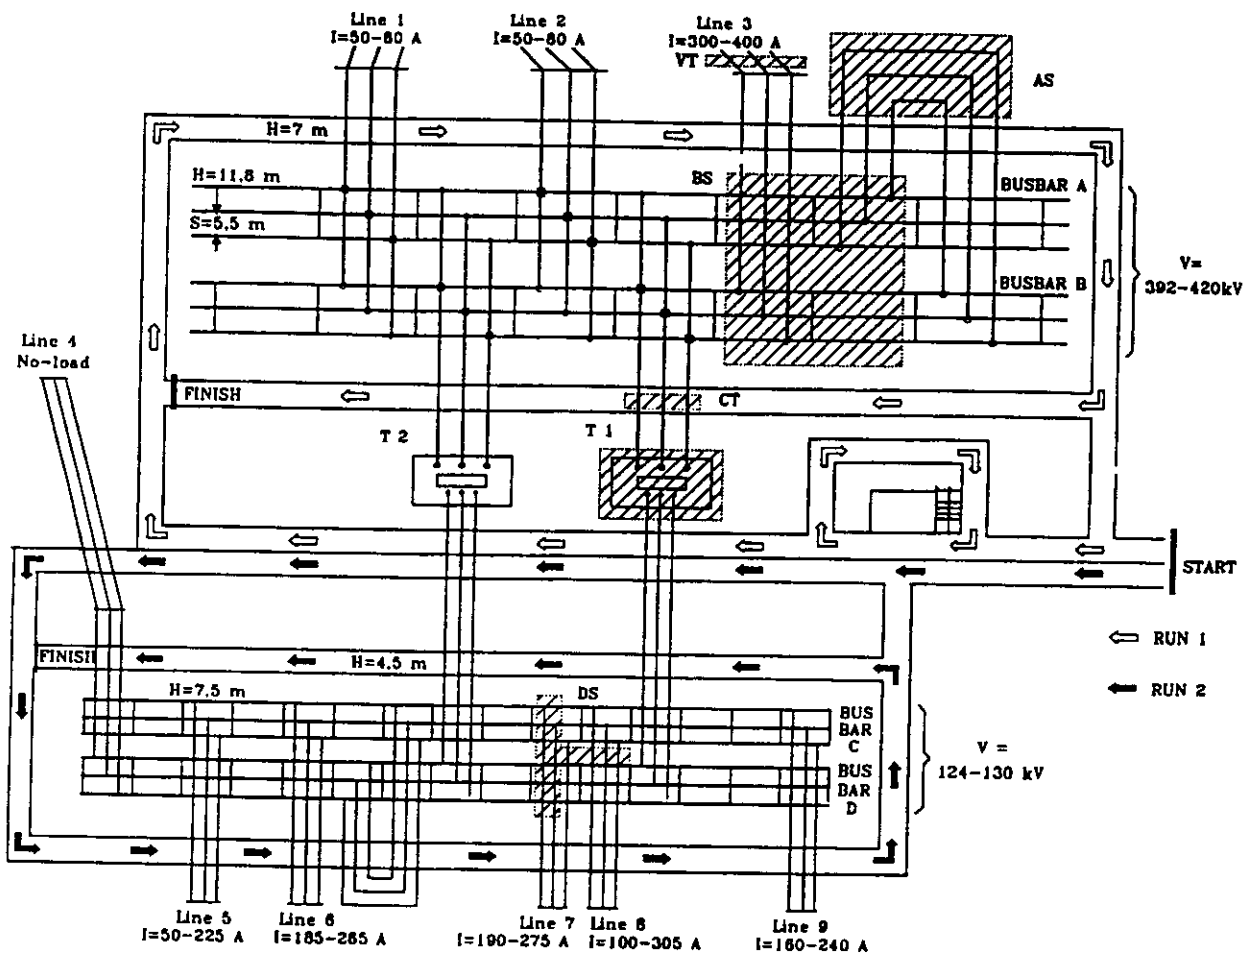 Line 1
I=50-60 A
Line 2
I=50-60 A
Line 3
I=300-400 A
VT
AS
H=7 m
H=11,8 m
BS
BUSBAR A
S=5,5 m
V=
392-420kV
BUSBAR B
Line 4
No-load
FINISH
CT
T 2
T 1
START
RUN 1
FINISH
H=4,5 m
RUN 2
H=7,5 m
DS
BUS
BAR
C
V =
124-130 kV
BUS
BAR
D
Line 5
I=50-225 A
Line 6
I=185-265 A
Line 7
I=190-275 A
Line 8
I=100-305 A
Line 9
I=160-240 A